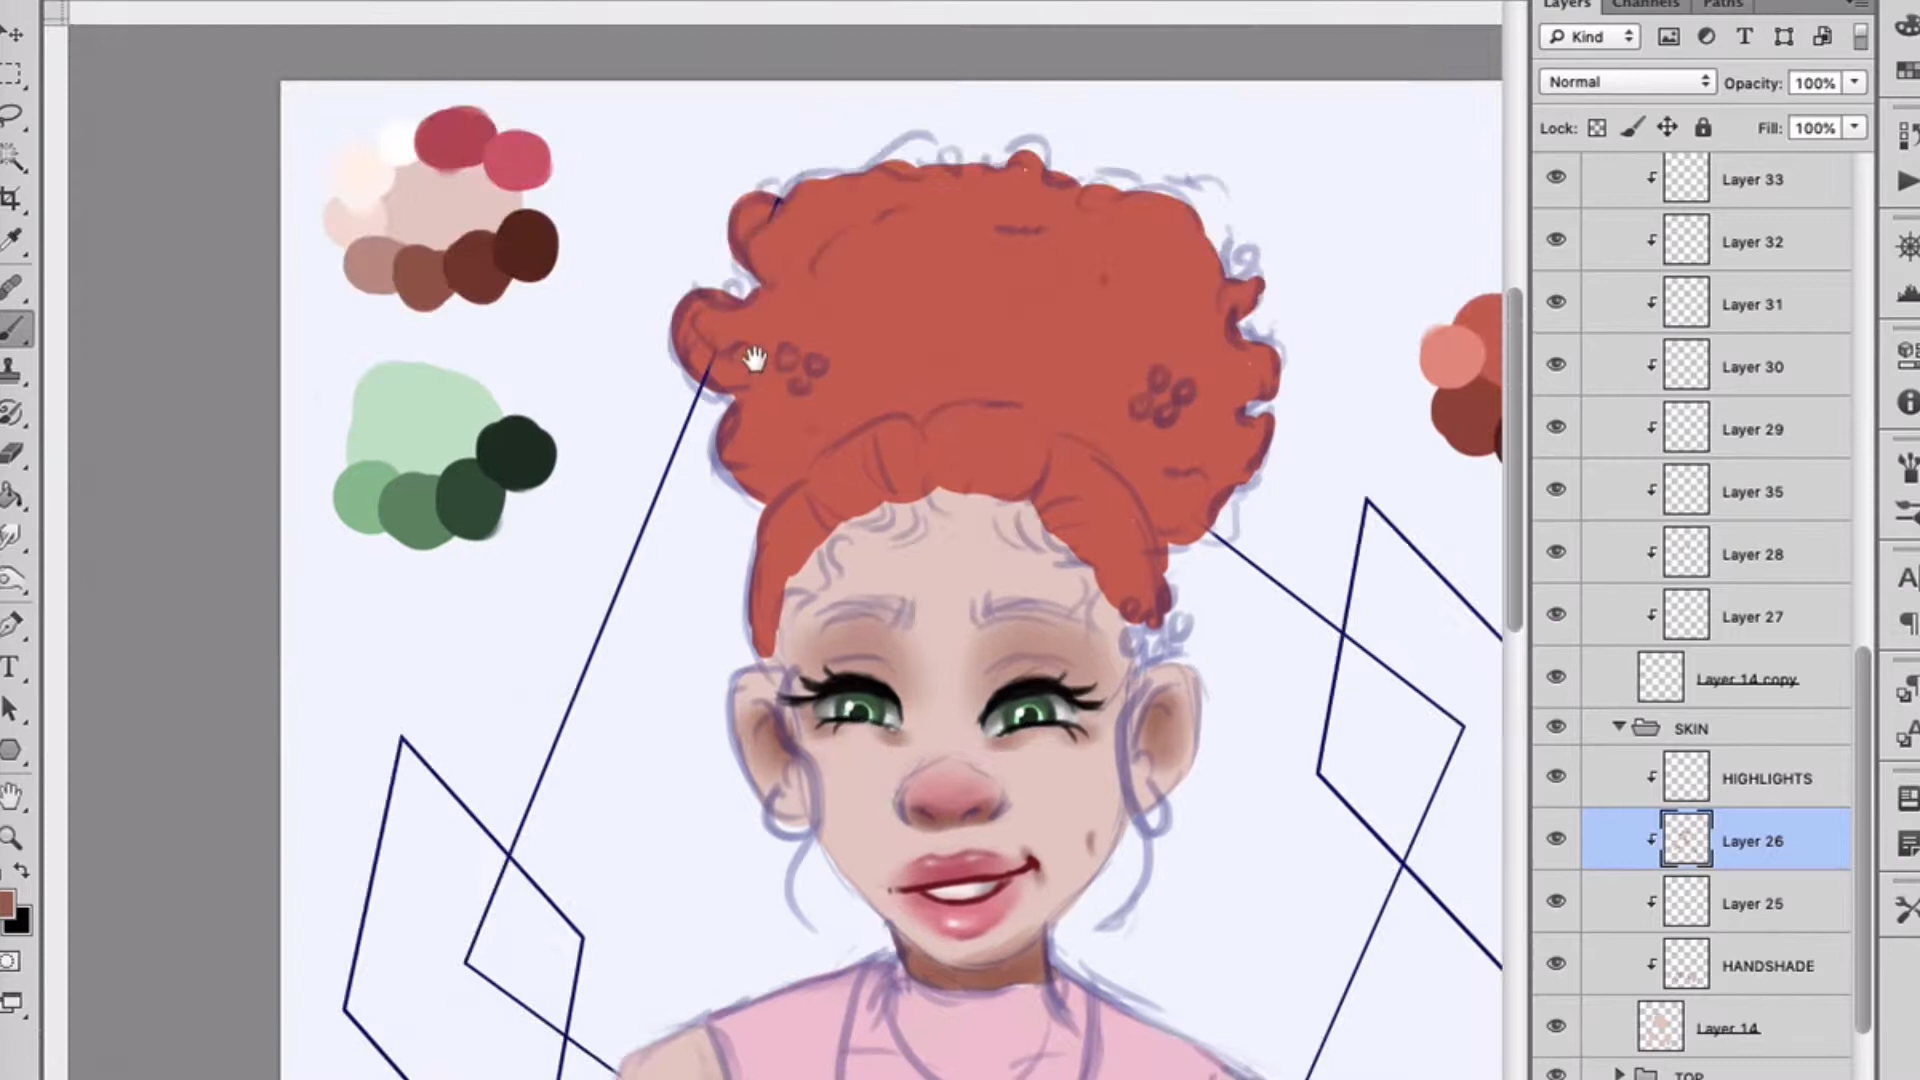 Layers Channels Paths
Kind
T
Normal Opacity: 100%
Lock: Fill: 100%
Layer 33
Layer 32
Layer 31
Layer 30
Layer 29
Layer 35
Layer 28
Layer 27
Layer 14 copy
SKIN
HIGHLIGHTS
Layer 26
Layer 25
HANDSHADE
Layer 14
TOP